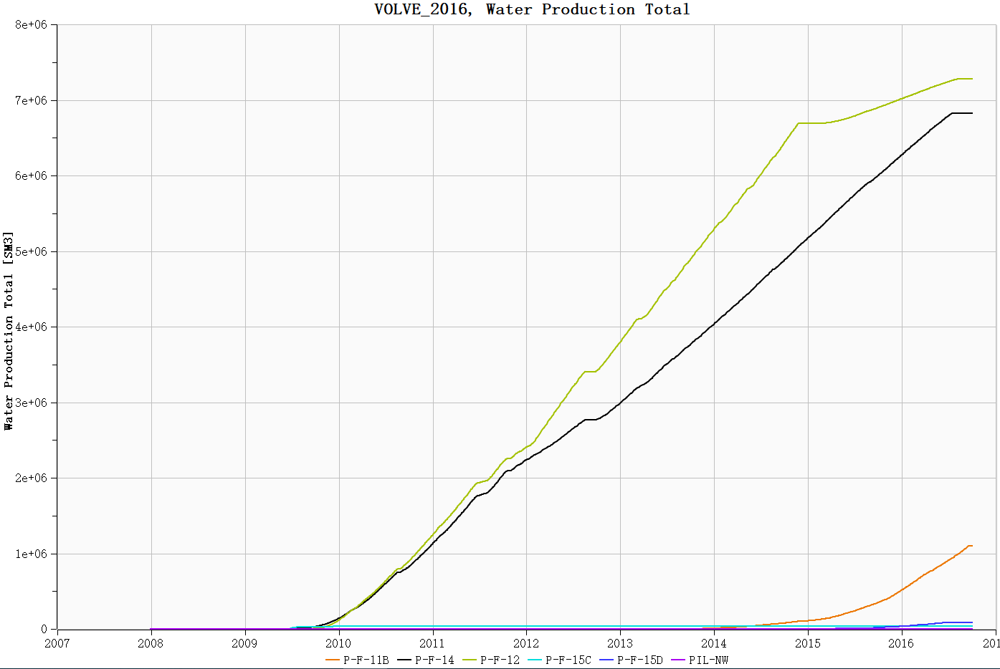 VOLVE_2016, Water Production Total
8e+06
7e+06
6e+06
5e+06
4e+06
3e+06
2e+06
1e+06
0
Water Production Total [SM3]
2007 2008 2009 2010 2011 2012 2013 2014 2015 2016 201
P-F-11B P-F-14 P-F-12 P-F-15C P-F-15D PIL-NW